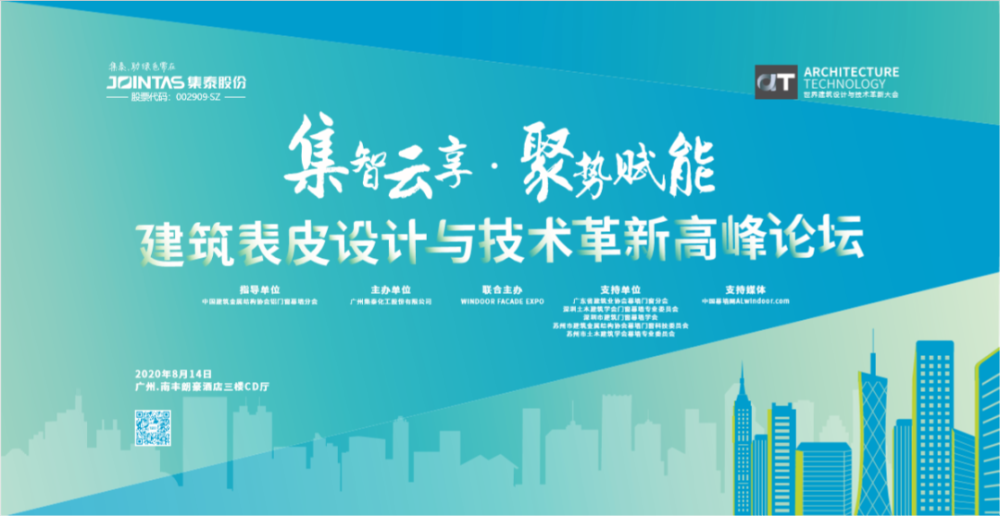 集泰,助绿色零石
JOINTAS 集泰股份
股票代码：002909·SZ
aT ARCHITECTURE
TECHNOLOGY
世界建筑设计与技术革新大会
集智云享·聚势赋能
建筑表皮设计与技术革新高峰论坛
指导单位
中国建筑金属结构协会铝门窗幕墙分会
主办单位
广州集泰化工股份有限公司
联合主办
WINDOOR FACADE EXPO
支持单位
广东省建筑业协会幕墙门窗分会
深圳土木建筑学会门窗幕墙专业委员会
深圳市建筑门窗幕墙学会
苏州市建筑金属结构协会幕墙门窗科技委员会
苏州市土木建筑学会幕墙专业委员会
支持媒体
中国幕墙网ALwindoor.com
2020年8月14日
广州.南丰朗豪酒店三楼CD厅